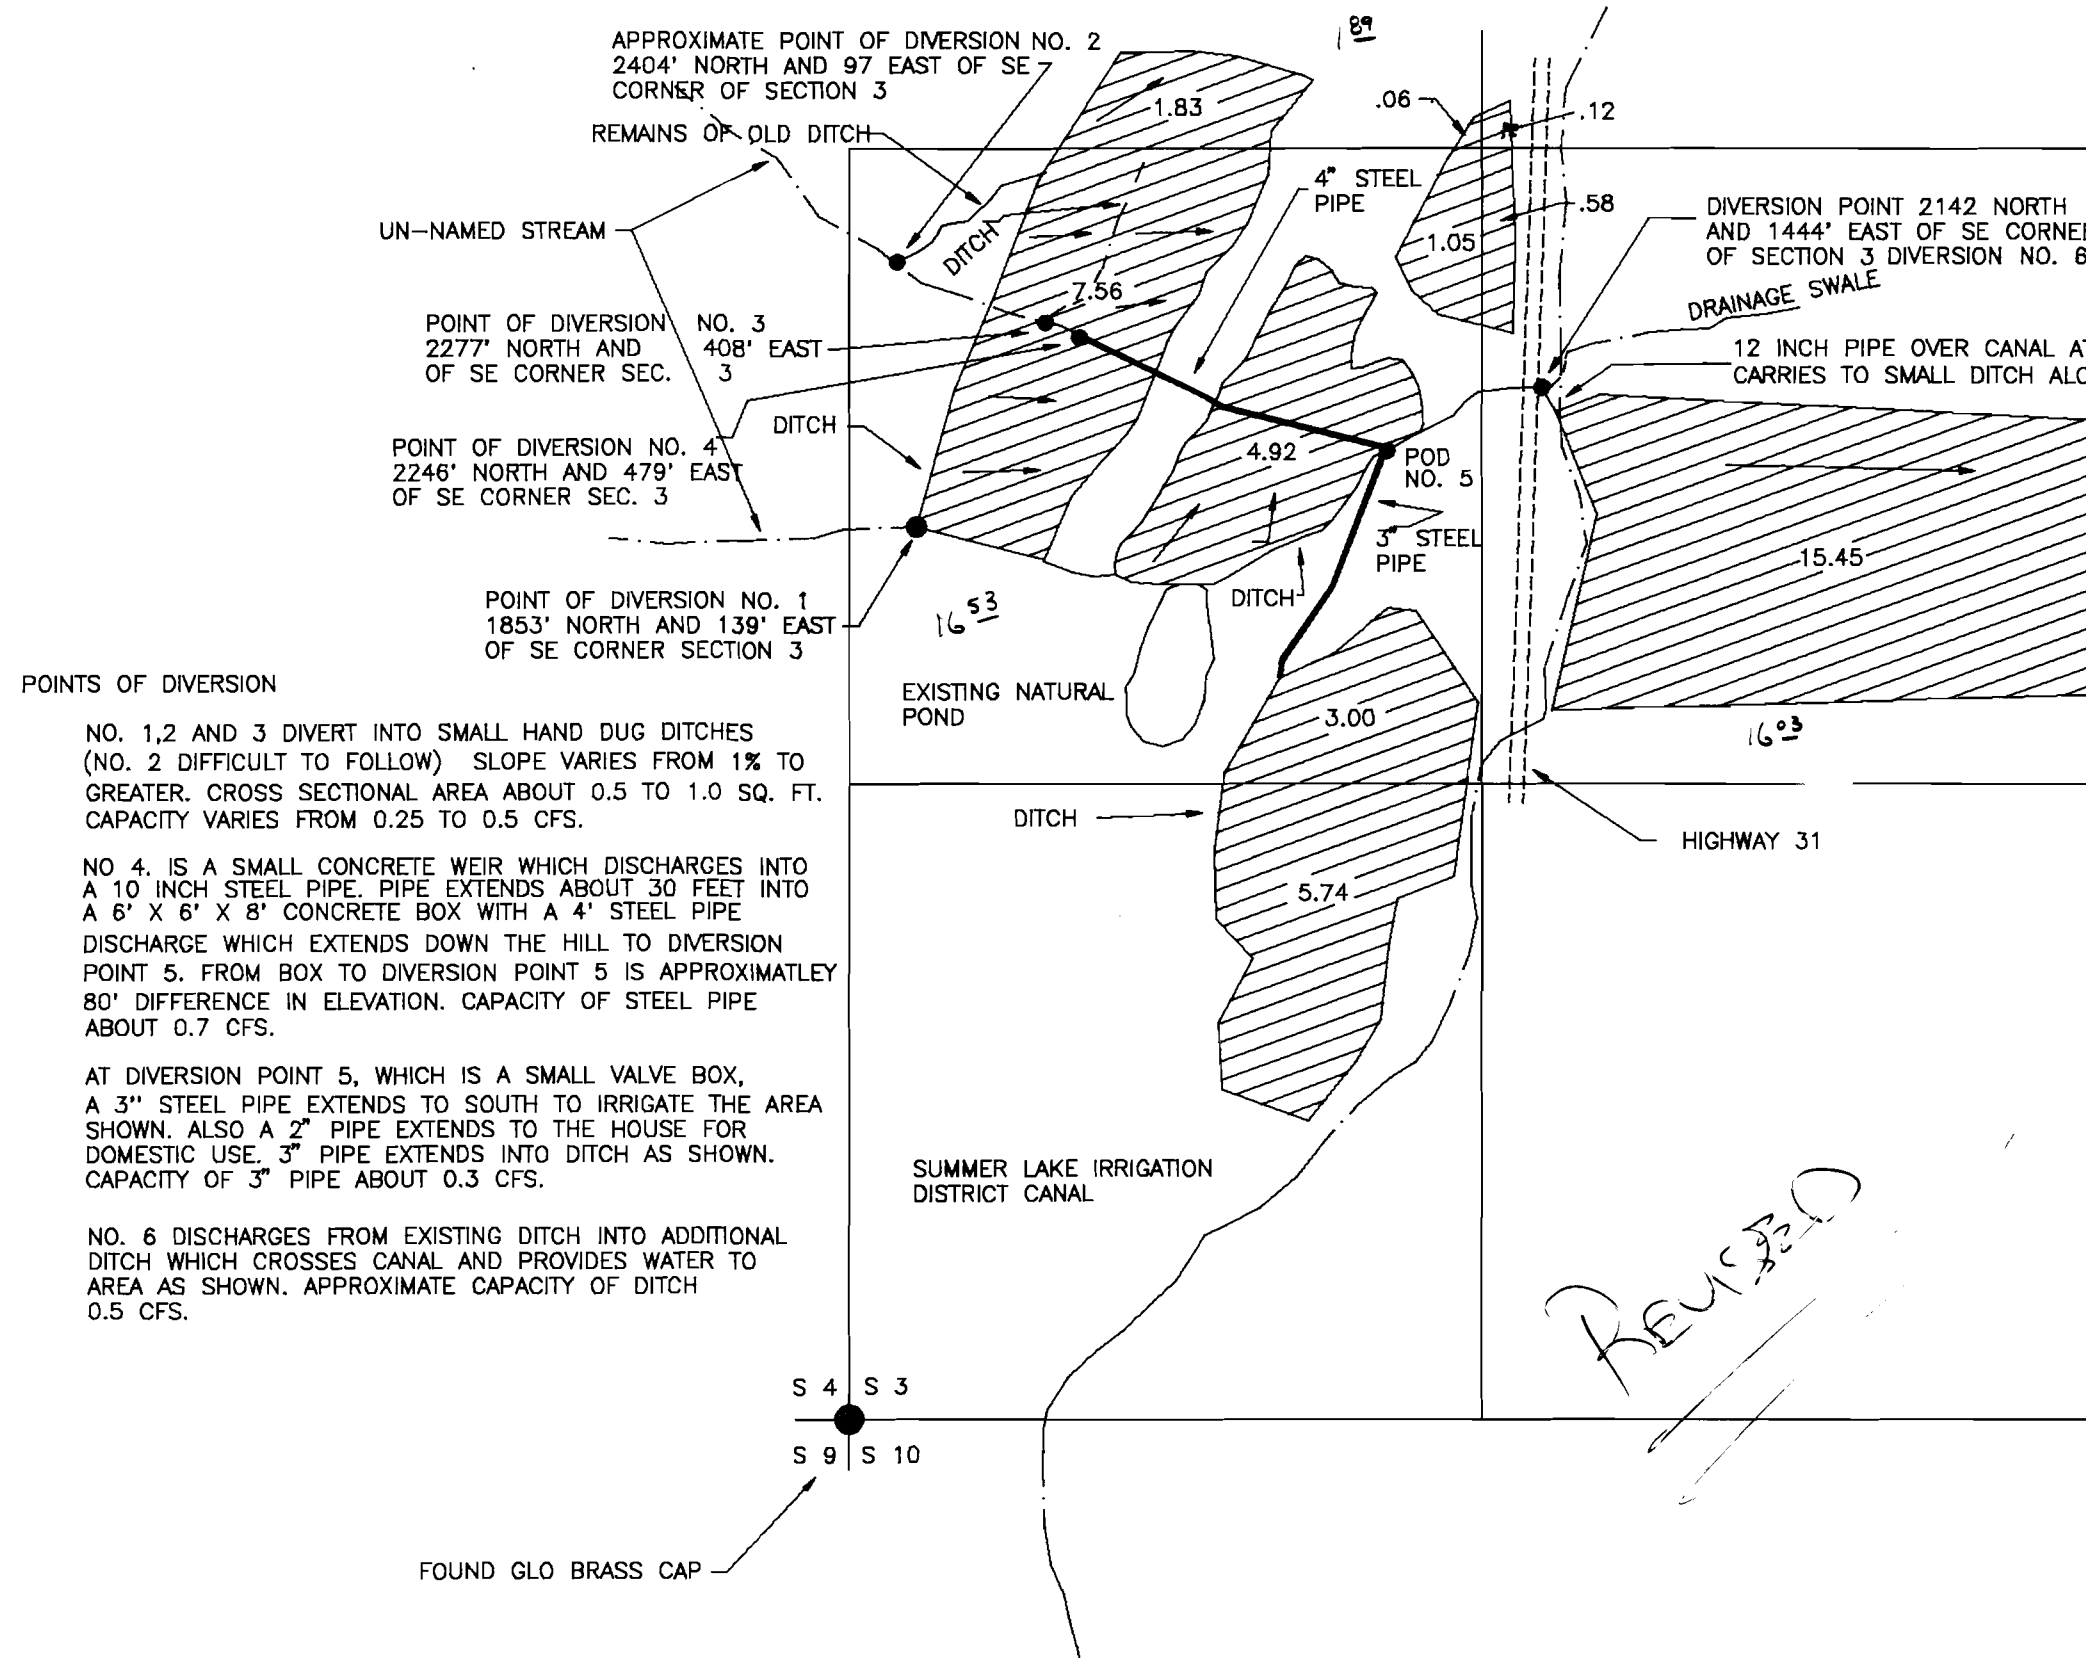 APPROXIMATE POINT OF DIVERSION NO. 2
2404' NORTH AND 97 EAST OF SE
CORNER OF SECTION 3
REMAINS OF OLD DITCH
UN-NAMED STREAM
1 89
1.83
.06
.12
4" STEEL
PIPE
.58
1.05
DITCH
7.56
DIVERSION POINT 2142 NORTH
AND 1444' EAST OF SE CORNER
OF SECTION 3 DIVERSION NO. 6
DRAINAGE SWALE
12 INCH PIPE OVER CANAL AT
CARRIES TO SMALL DITCH
POINT OF DIVERSION NO. 3
2277' NORTH AND 408' EAST
OF SE CORNER SEC. 3
DITCH
POINT OF DIVERSION NO. 4
2246' NORTH AND 479' EAST
OF SE CORNER SEC. 3
4.92
POD
NO. 5
3" STEEL
PIPE
15.45
DITCH
POINT OF DIVERSION NO. 1
1853' NORTH AND 139' EAST
OF SE CORNER SECTION 3
16 53
EXISTING NATURAL
POND
3.00
16 03
POINTS OF DIVERSION
NO. 1,2 AND 3 DIVERT INTO SMALL HAND DUG DITCHES
(NO. 2 DIFFICULT TO FOLLOW) SLOPE VARIES FROM 1% TO
GREATER. CROSS SECTIONAL AREA ABOUT 0.5 TO 1.0 SQ. FT.
CAPACITY VARIES FROM 0.25 TO 0.5 CFS.
NO 4. IS A SMALL CONCRETE WEIR WHICH DISCHARGES INTO
A 10 INCH STEEL PIPE. PIPE EXTENDS ABOUT 30 FEET INTO
A 6' X 6' X 8' CONCRETE BOX WITH A 4' STEEL PIPE
DISCHARGE WHICH EXTENDS DOWN THE HILL TO DIVERSION
POINT 5. FROM BOX TO DIVERSION POINT 5 IS APPROXIMATLEY
80' DIFFERENCE IN ELEVATION. CAPACITY OF STEEL PIPE
ABOUT 0.7 CFS.
AT DIVERSION POINT 5, WHICH IS A SMALL VALVE BOX,
A 3" STEEL PIPE EXTENDS TO SOUTH TO IRRIGATE THE AREA
SHOWN. ALSO A 2" PIPE EXTENDS TO THE HOUSE FOR
DOMESTIC USE. 3" PIPE EXTENDS INTO DITCH AS SHOWN.
CAPACITY OF 3" PIPE ABOUT 0.3 CFS.
NO. 6 DISCHARGES FROM EXISTING DITCH INTO ADDITIONAL
DITCH WHICH CROSSES CANAL AND PROVIDES WATER TO
AREA AS SHOWN. APPROXIMATE CAPACITY OF DITCH
0.5 CFS.
DITCH
HIGHWAY 31
5.74
SUMMER LAKE IRRIGATION
DISTRICT CANAL
REVISED
S 4 S 3
S 9 S 10
FOUND GLO BRASS CAP